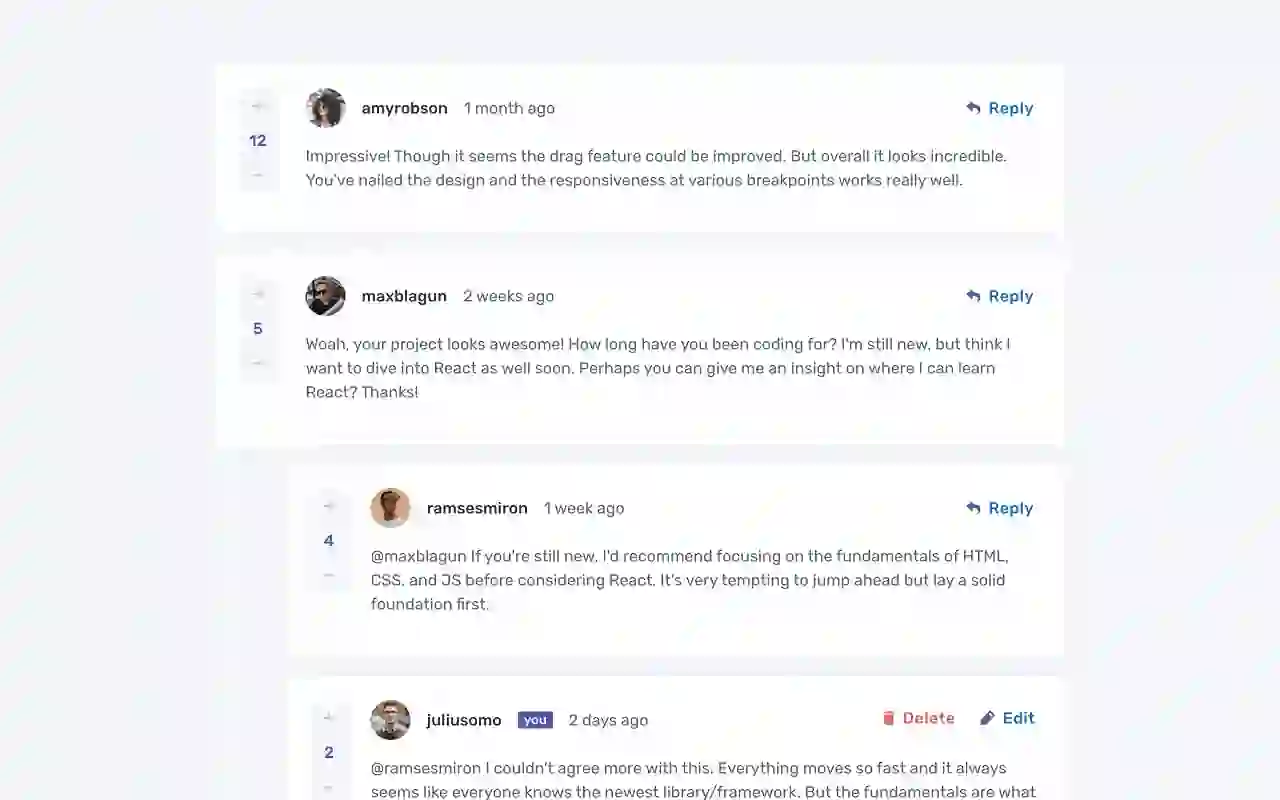 +
12
−
amyrobson 1 month ago Reply
Impressive! Though it seems the drag feature could be improved. But overall it looks incredible.
You've nailed the design and the responsiveness at various breakpoints works really well.
+
5
−
maxblagun 2 weeks ago Reply
Woah, your project looks awesome! How long have you been coding for? I'm still new, but think I
want to dive into React as well soon. Perhaps you can give me an insight on where I can learn
React? Thanks!
+
4
−
ramsesmiron 1 week ago Reply
@maxblagun If you're still new, I'd recommend focusing on the fundamentals of HTML,
CSS, and JS before considering React. It's very tempting to jump ahead but lay a solid
foundation first.
+
2
−
juliusomo you 2 days ago Delete Edit
@ramsesmiron I couldn't agree more with this. Everything moves so fast and it always
seems like everyone knows the newest library/framework. But the fundamentals are what